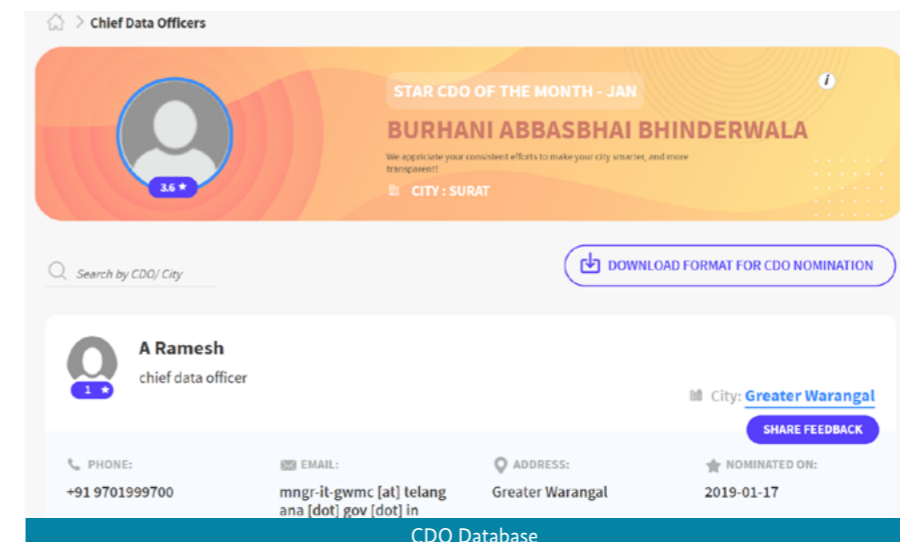 Chief Data Officers
STAR CDO OF THE MONTH - JAN
i
BURHANI ABBASBHAI BHINDERWALA
We appriciate your consistent efforts to make your city smarter, and more
transparent!
3.6 ★
CITY : SURAT
Search by CDO/ City
DOWNLOAD FORMAT FOR CDO NOMINATION
A Ramesh
chief data officer
1 ★
City: Greater Warangal
SHARE FEEDBACK
PHONE:
+91 9701999700
EMAIL:
mngr-it-gwmc [at] telang
ana [dot] gov [dot] in
ADDRESS:
Greater Warangal
NOMINATED ON:
2019-01-17
CDO Database